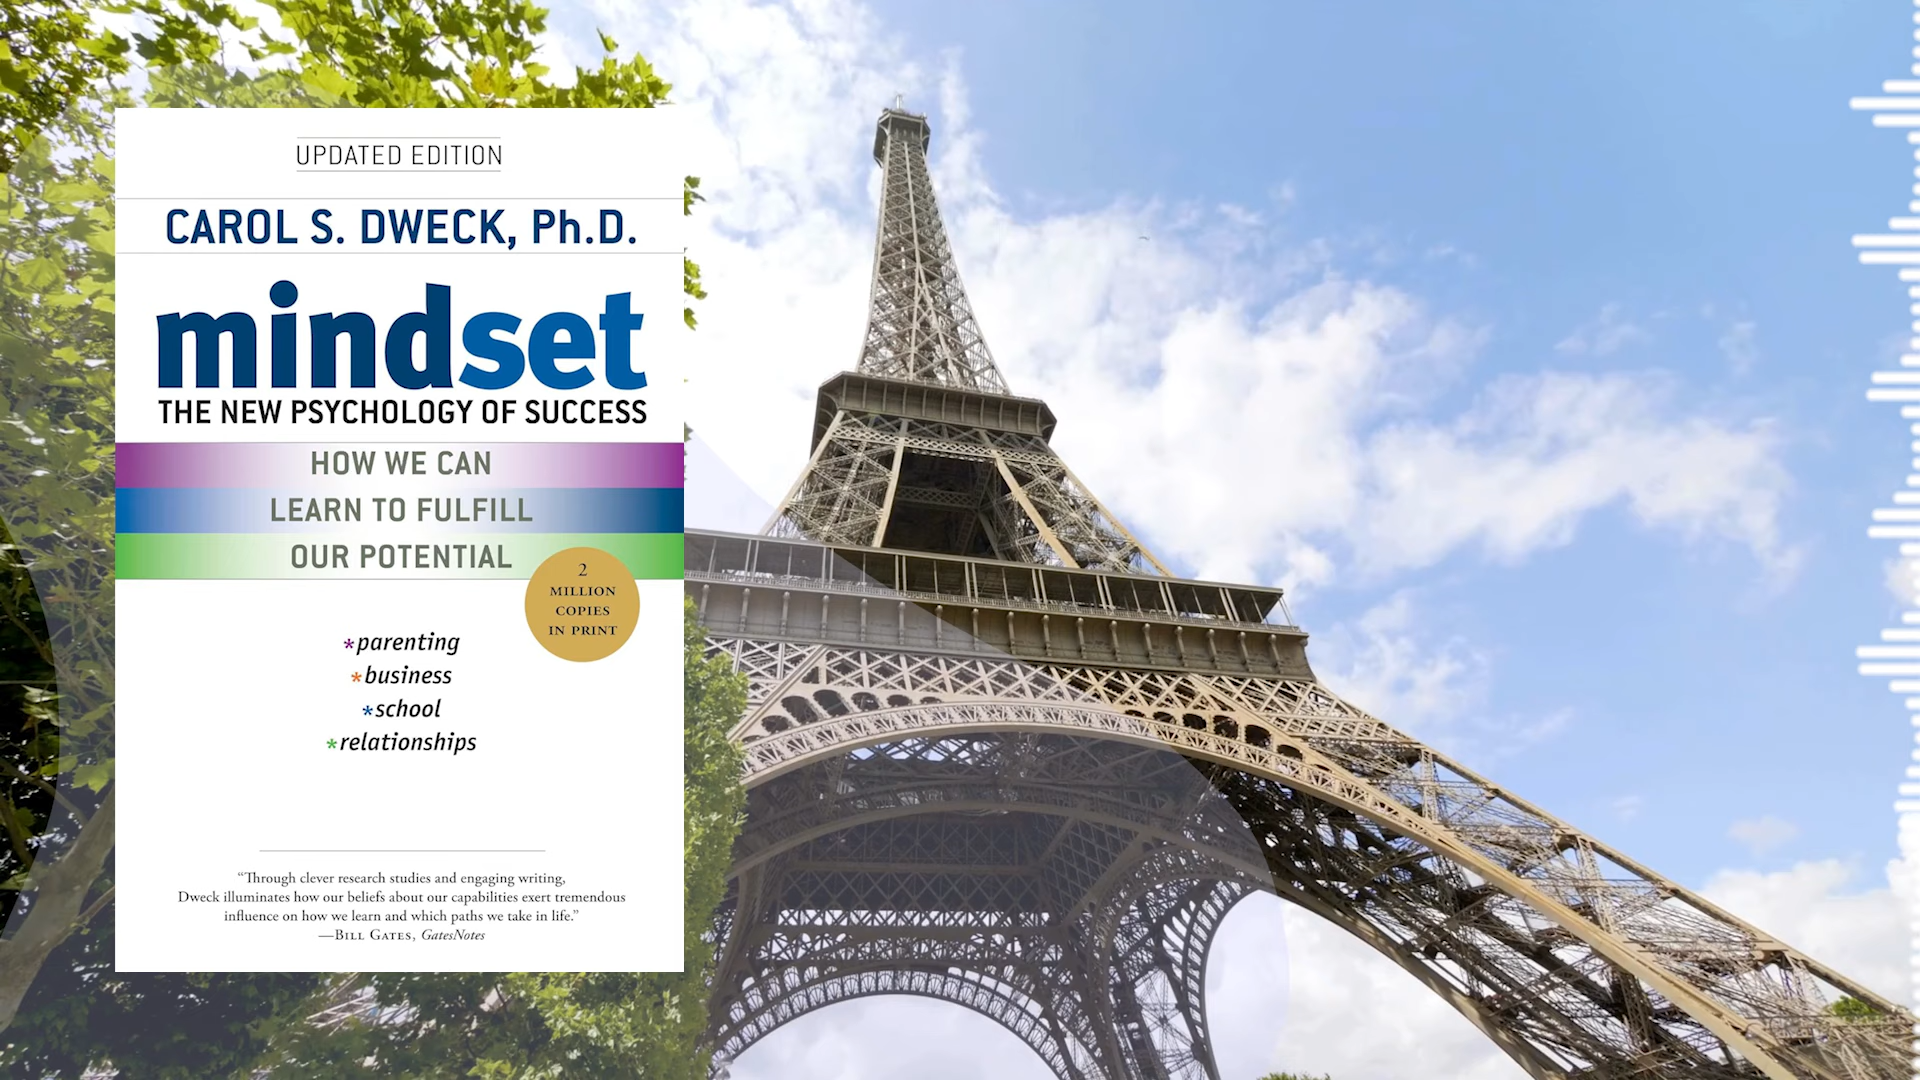 UPDATED EDITION
CAROL S. DWECK, Ph.D.
mindset
THE NEW PSYCHOLOGY OF SUCCESS
HOW WE CAN
LEARN TO FULFILL
OUR POTENTIAL
2
MILLION
COPIES
IN PRINT
*parenting
*business
*school
*relationships
“Through clever research studies and engaging writing,
Dweck illuminates how our beliefs about our capabilities exert tremendous
influence on how we learn and which paths we take in life.”
—BILL GATES, GatesNotes